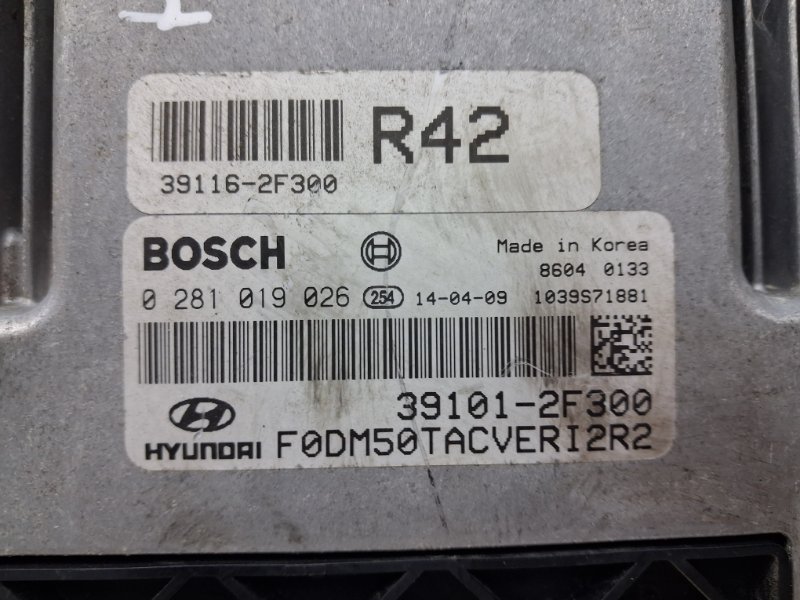 R42
39116-2F300
BOSCH Made in Korea
8604 0133
0 281 019 026 254 14-04-09 1039S71881
39101-2F300
HYUNDAI F0DM50TACVERI2R2